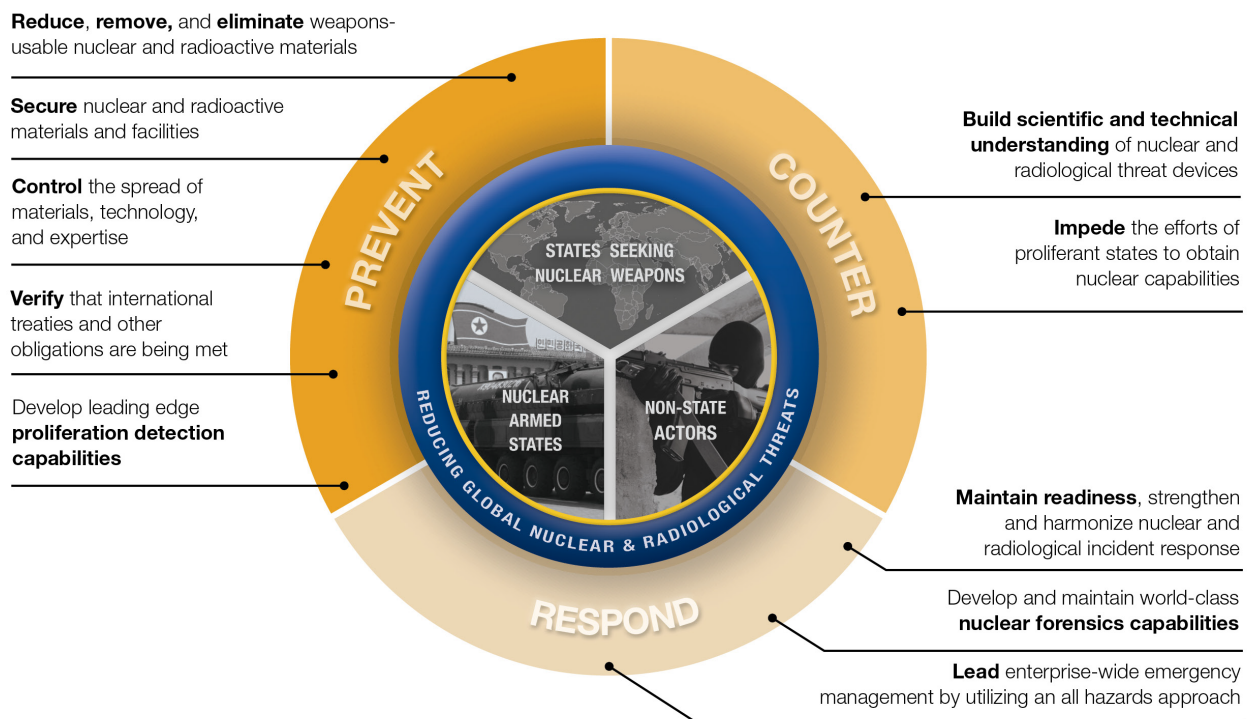 Reduce, remove, and eliminate weapons-
usable nuclear and radioactive materials
Secure nuclear and radioactive
materials and facilities
Control the spread of
materials, technology,
and expertise
Verify that international
treaties and other
obligations are being met
Develop leading edge
proliferation detection
capabilities
PREVENT
COUNTER
RESPOND
STATES SEEKING
NUCLEAR WEAPONS
NUCLEAR
ARMED
STATES
NON-STATE
ACTORS
REDUCING GLOBAL NUCLEAR & RADIOLOGICAL THREATS
Build scientific and technical
understanding of nuclear and
radiological threat devices
Impede the efforts of
proliferant states to obtain
nuclear capabilities
Maintain readiness, strengthen
and harmonize nuclear and
radiological incident response
Develop and maintain world-class
nuclear forensics capabilities
Lead enterprise-wide emergency
management by utilizing an all hazards approach